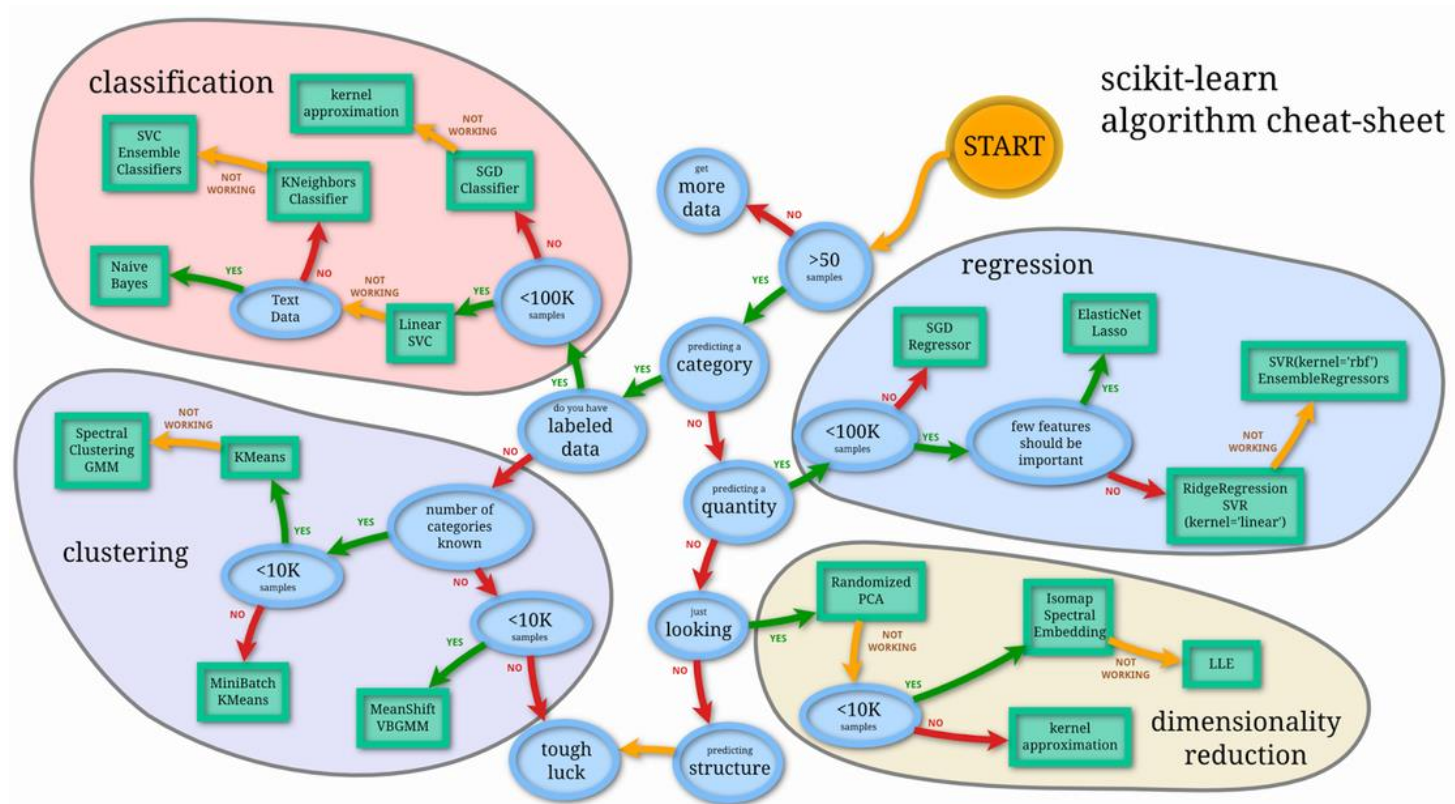 scikit-learn
algorithm cheat-sheet
START
classification
kernel
approximation
NOT
WORKING
SVC
Ensemble
Classifiers
NOT
WORKING
KNeighbors
Classifier
SGD
Classifier
NO
NO
Naive
Bayes
YES
Text
Data
NOT
WORKING
Linear
SVC
YES
<100K
samples
YES
get
more
data
NO
>50
samples
YES
predicting a
category
YES
NO
do you have
labeled
data
NO
predicting a
quantity
YES
NO
just
looking
YES
NO
predicting
structure
tough
luck
regression
SGD
Regressor
NO
<100K
samples
YES
ElasticNet
Lasso
YES
few features
should be
important
NO
SVR(kernel='rbf')
EnsembleRegressors
NOT
WORKING
RidgeRegression
SVR
(kernel='linear')
clustering
Spectral
Clustering
GMM
NOT
WORKING
KMeans
YES
number of
categories
known
YES
NO
<10K
samples
NO
MiniBatch
KMeans
<10K
samples
YES
NO
MeanShift
VBGMM
dimensionality
reduction
Randomized
PCA
NOT
WORKING
<10K
samples
YES
NO
Isomap
Spectral
Embedding
NOT
WORKING
LLE
kernel
approximation